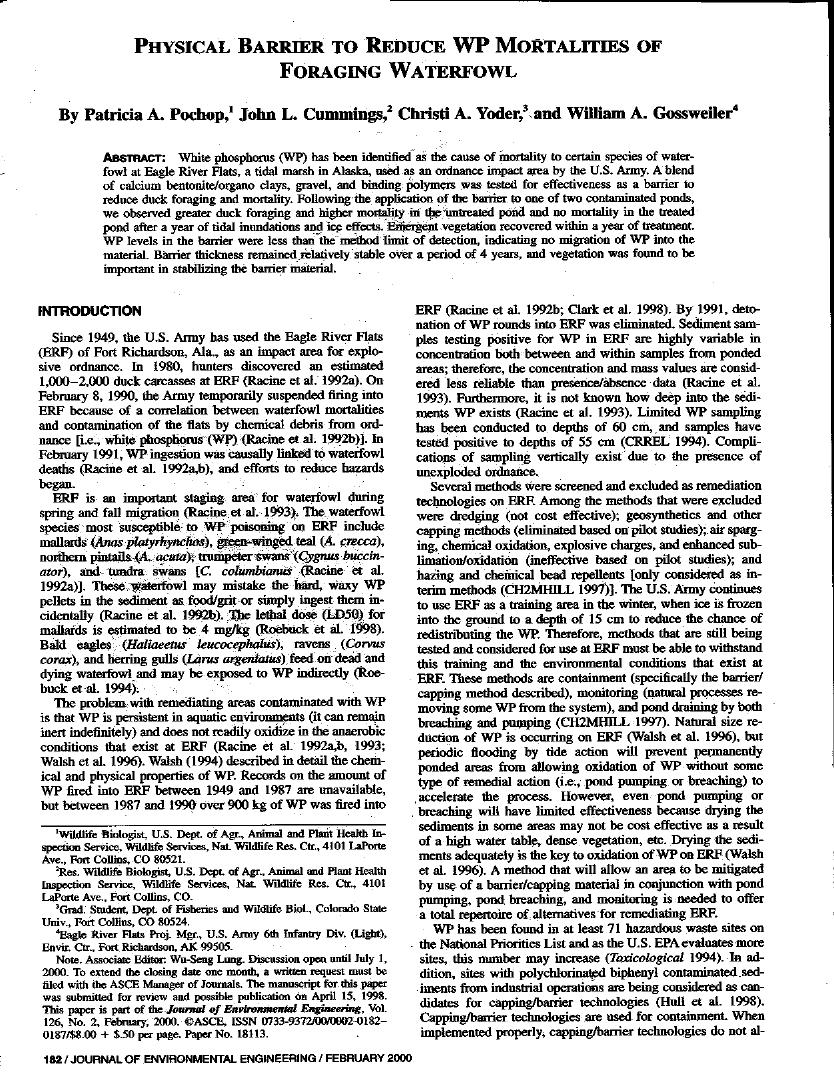 PHYSICAL BARRIER TO REDUCE WP MORTALITIES OF
FORAGING WATERFOWL
By Patricia A. Pochop,¹ John L. Cummings,² Christi A. Yoder,³ and William A. Gossweiler⁴
ABSTRACT: White phosphorus (WP) has been identified as the cause of mortality to certain species of water-
fowl at Eagle River Flats, a tidal marsh in Alaska, used as an ordnance impact area by the U.S. Army. A blend
of calcium bentonite/organo clays, gravel, and binding polymers was tested for effectiveness as a barrier to
reduce duck foraging and mortality. Following the application of the barrier to one of two contaminated ponds,
we observed greater duck foraging and higher mortality in the untreated pond and no mortality in the treated
pond after a year of tidal inundations and ice effects. Emergent vegetation recovered within a year of treatment.
WP levels in the barrier were less than the method limit of detection, indicating no migration of WP into the
material. Barrier thickness remained relatively stable over a period of 4 years, and vegetation was found to be
important in stabilizing the barrier material.
INTRODUCTION
Since 1949, the U.S. Army has used the Eagle River Flats
(ERF) of Fort Richardson, Ala., as an impact area for explo-
sive ordnance. In 1980, hunters discovered an estimated
1,000–2,000 duck carcasses at ERF (Racine et al. 1992a). On
February 8, 1990, the Army temporarily suspended firing into
ERF because of a correlation between waterfowl mortalities
and contamination of the flats by chemical debris from ord-
nance [i.e., white phosphorus (WP) (Racine et al. 1992b)]. In
February 1991, WP ingestion was causally linked to waterfowl
deaths (Racine et al. 1992a,b), and efforts to reduce hazards
began.
ERF is an important staging area for waterfowl during
spring and fall migration (Racine et al. 1993). The waterfowl
species most susceptible to WP poisoning on ERF include
mallards (Anas platyrhynchos), green-winged teal (A. crecca),
northern pintails (A. acuta), trumpeter swans (Cygnus buccin-
ator), and tundra swans [C. columbianus (Racine et al.
1992a)]. These waterfowl may mistake the hard, waxy WP
pellets in the sediment as food/grit or simply ingest them in-
cidentally (Racine et al. 1992b). The lethal dose (LD50) for
mallards is estimated to be 4 mg/kg (Roebuck et al. 1998).
Bald eagles (Haliaeetus leucocephalus), ravens (Corvus
corax), and herring gulls (Larus argentatus) feed on dead and
dying waterfowl and may be exposed to WP indirectly (Roe-
buck et al. 1994).
The problem with remediating areas contaminated with WP
is that WP is persistent in aquatic environments (it can remain
inert indefinitely) and does not readily oxidize in the anaerobic
conditions that exist at ERF (Racine et al. 1992a,b, 1993;
Walsh et al. 1996). Walsh (1994) described in detail the chem-
ical and physical properties of WP. Records on the amount of
WP fired into ERF between 1949 and 1987 are unavailable,
but between 1987 and 1990 over 900 kg of WP was fired into
¹Wildlife Biologist, U.S. Dept. of Agr., Animal and Plant Health In-
spection Service, Wildlife Services, Nat. Wildlife Res. Ctr., 4101 LaPorte
Ave., Fort Collins, CO 80521.
²Res. Wildlife Biologist, U.S. Dept. of Agr., Animal and Plant Health
Inspection Service, Wildlife Services, Nat. Wildlife Res. Ctr., 4101
LaPorte Ave., Fort Collins, CO.
³Grad. Student, Dept. of Fisheries and Wildlife Biol., Colorado State
Univ., Fort Collins, CO 80524.
⁴Eagle River Flats Proj. Mgr., U.S. Army 6th Infantry Div. (Light),
Envir. Ctr., Fort Richardson, AK 99505.
Note. Associate Editor: Wu-Seng Lung. Discussion open until July 1,
2000. To extend the closing date one month, a written request must be
filed with the ASCE Manager of Journals. The manuscript for this paper
was submitted for review and possible publication on April 15, 1998.
This paper is part of the Journal of Environmental Engineering, Vol.
126, No. 2, February, 2000. ©ASCE, ISSN 0733-9372/00/0002-0182–
0187/$8.00 + $.50 per page. Paper No. 18113.
ERF (Racine et al. 1992b; Clark et al. 1998). By 1991, deto-
nation of WP rounds into ERF was eliminated. Sediment sam-
ples testing positive for WP in ERF are highly variable in
concentration both between and within samples from ponded
areas; therefore, the concentration and mass values are consid-
ered less reliable than presence/absence data (Racine et al.
1993). Furthermore, it is not known how deep into the sedi-
ments WP exists (Racine et al. 1993). Limited WP sampling
has been conducted to depths of 60 cm, and samples have
tested positive to depths of 55 cm (CRREL 1994). Compli-
cations of sampling vertically exist due to the presence of
unexploded ordnance.
Several methods were screened and excluded as remediation
technologies on ERF. Among the methods that were excluded
were dredging (not cost effective); geosynthetics and other
capping methods (eliminated based on pilot studies); air sparg-
ing, chemical oxidation, explosive charges, and enhanced sub-
limation/oxidation (ineffective based on pilot studies); and
hazing and chemical bead repellents [only considered as in-
terim methods (CH2MHILL 1997)]. The U.S. Army continues
to use ERF as a training area in the winter, when ice is frozen
into the ground to a depth of 15 cm to reduce the chance of
redistributing the WP. Therefore, methods that are still being
tested and considered for use at ERF must be able to withstand
this training and the environmental conditions that exist at
ERF. These methods are containment (specifically the barrier/
capping method described), monitoring (natural processes re-
moving some WP from the system), and pond draining by both
breaching and pumping (CH2MHILL 1997). Natural size re-
duction of WP is occurring on ERF (Walsh et al. 1996), but
periodic flooding by tide action will prevent permanently
ponded areas from allowing oxidation of WP without some
type of remedial action (i.e., pond pumping or breaching) to
accelerate the process. However, even pond pumping or
breaching will have limited effectiveness because drying the
sediments in some areas may not be cost effective as a result
of a high water table, dense vegetation, etc. Drying the sedi-
ments adequately is the key to oxidation of WP on ERF (Walsh
et al. 1996). A method that will allow an area to be mitigated
by use of a barrier/capping material in conjunction with pond
pumping, pond breaching, and monitoring is needed to offer
a total repertoire of alternatives for remediating ERF.
WP has been found in at least 71 hazardous waste sites on
the National Priorities List and as the U.S. EPA evaluates more
sites, this number may increase (Toxicological 1994). In ad-
dition, sites with polychlorinated biphenyl contaminated sed-
iments from industrial operations are being considered as can-
didates for capping/barrier technologies (Hull et al. 1998).
Capping/barrier technologies are used for containment. When
implemented properly, capping/barrier technologies do not al-
182 / JOURNAL OF ENVIRONMENTAL ENGINEERING / FEBRUARY 2000